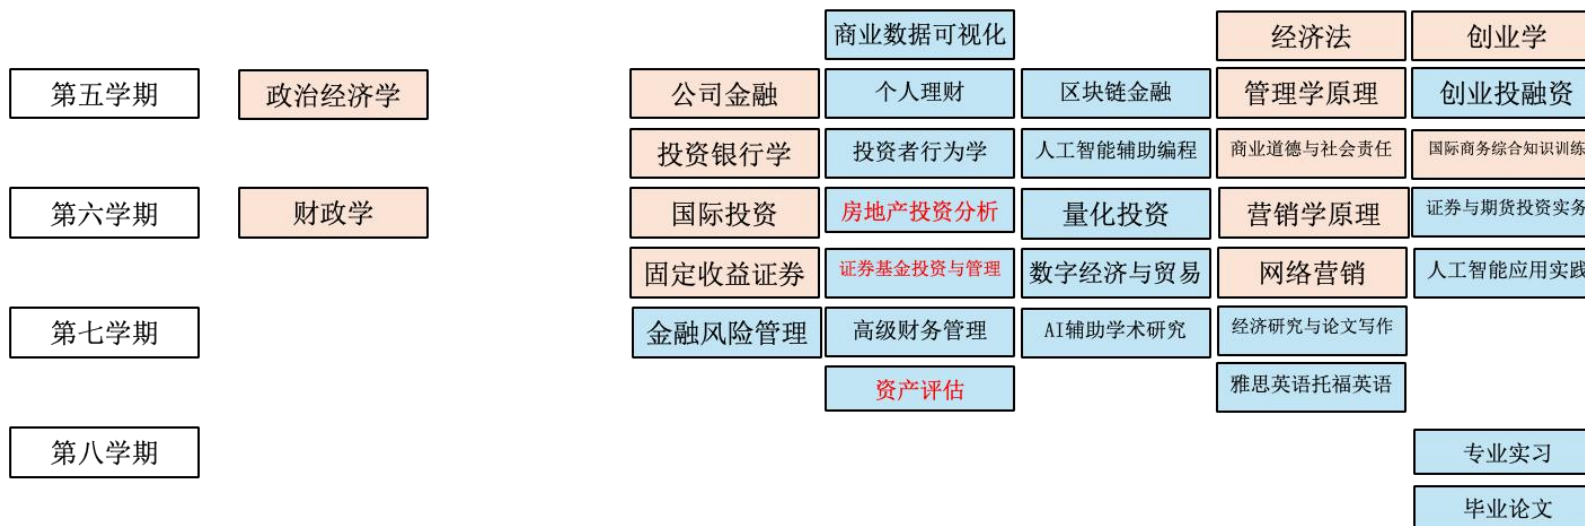 商业数据可视化
经济法
创业学
第五学期
政治经济学
公司金融
个人理财
区块链金融
管理学原理
创业投融资
投资银行学
投资者行为学
人工智能辅助编程
商业道德与社会责任
国际商务综合知识训练
第六学期
财政学
国际投资
房地产投资分析
量化投资
营销学原理
证券与期货投资实务
固定收益证券
证券基金投资与管理
数字经济与贸易
网络营销
人工智能应用实践
第七学期
金融风险管理
高级财务管理
AI辅助学术研究
经济研究与论文写作
资产评估
雅思英语托福英语
第八学期
专业实习
毕业论文